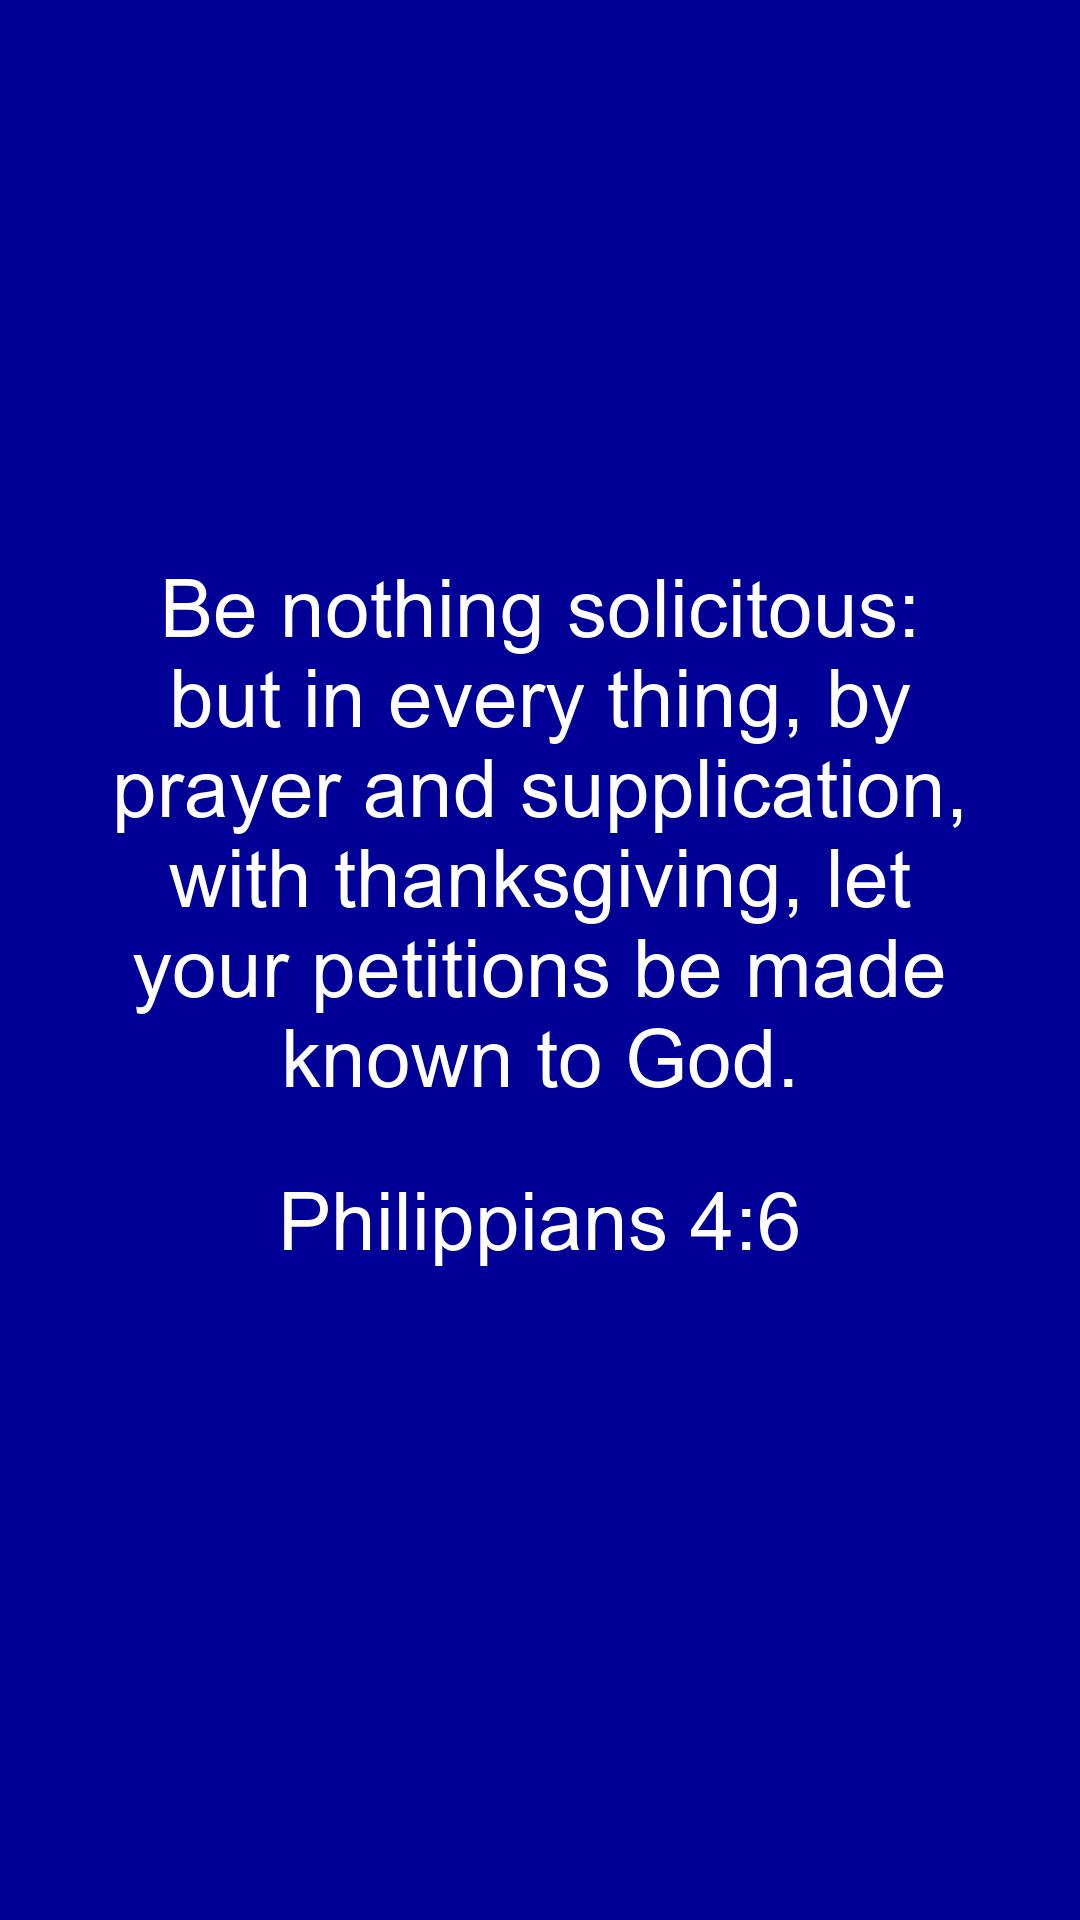 Be nothing solicitous:
but in every thing, by
prayer and supplication,
with thanksgiving, let
your petitions be made
known to God.
Philippians 4:6